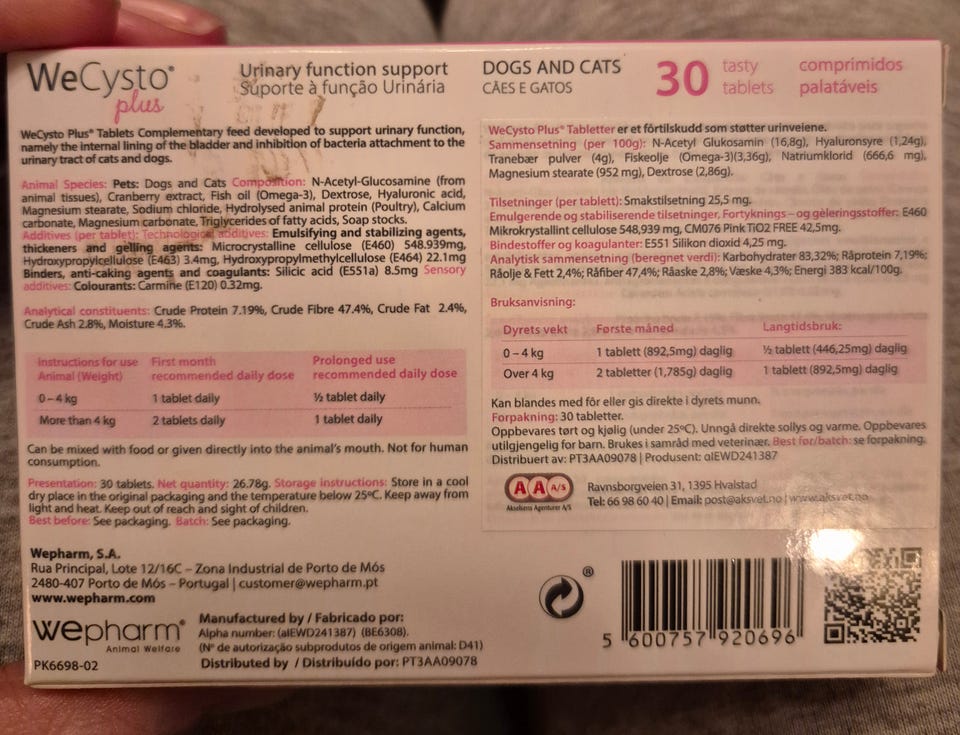 WeCysto®
plus
Urinary function support
Suporte à função Urinária
DOGS AND CATS
CÃES E GATOS
30 tasty tablets
comprimidos palatáveis
WeCysto Plus® Tablets Complementary feed developed to support urinary function,
namely the internal lining of the bladder and inhibition of bacteria attachment to the
urinary tract of cats and dogs.
Animal Species: Pets: Dogs and Cats Composition: N-Acetyl-Glucosamine (from
animal tissues), Cranberry extract, Fish oil (Omega-3), Dextrose, Hyaluronic acid,
Magnesium stearate, Sodium chloride, Hydrolysed animal protein (Poultry), Calcium
carbonate, Magnesium carbonate, Triglycerides of fatty acids, Soap stocks.
Additives (per tablet): Technological additives: Emulsifying and stabilizing agents,
thickeners and gelling agents: Microcrystalline cellulose (E460) 548.939mg,
Hydroxypropylcellulose (E463) 3.4mg, Hydroxypropylmethylcellulose (E464) 22.1mg
Binders, anti-caking agents and coagulants: Silicic acid (E551a) 8.5mg Sensory
additives: Colourants: Carmine (E120) 0.32mg.
Analytical constituents: Crude Protein 7.19%, Crude Fibre 47.4%, Crude Fat 2.4%,
Crude Ash 2.8%, Moisture 4.3%.
Instructions for use Animal (Weight) First month recommended daily dose Prolonged use recommended daily dose
0–4 kg 1 tablet daily ½ tablet daily
More than 4 kg 2 tablets daily 1 tablet daily
Can be mixed with food or given directly into the animal's mouth. Not for human
consumption.
Presentation: 30 tablets. Net quantity: 26.78g. Storage instructions: Store in a cool
dry place in the original packaging and the temperature below 25ºC. Keep away from
light and heat. Keep out of reach and sight of children.
Best before: See packaging. Batch: See packaging.
WeCysto Plus® Tabletter er et fôrtilskudd som støtter urinveiene.
Sammensetning (per 100g): N-Acetyl Glukosamin (16,8g), Hyaluronsyre (1,24g),
Tranebær pulver (4g), Fiskeolje (Omega-3)(3,36g), Natriumklorid (666,6 mg),
Magnesium stearate (952 mg), Dextrose (2,86g).
Tilsetninger (per tablett): Smakstilsetning 25,5 mg.
Emulgerende og stabiliserende tilsetninger, Fortyknings – og gèleringsstoffer: E460
Mikrokrystallint cellulose 548,939 mg, CM076 Pink TiO2 FREE 42,5mg.
Bindestoffer og koagulanter: E551 Silikon dioxid 4,25 mg.
Analytisk sammensetning (beregnet verdi): Karbohydrater 83,32%; Råprotein 7,19%;
Råolje & Fett 2,4%; Råfiber 47,4%; Råaske 2,8%; Væske 4,3%; Energi 383 kcal/100g.
Bruksanvisning:
Dyrets vekt Første måned Langtidsbruk:
0–4 kg 1 tablett (892,5mg) daglig ½ tablett (446,25mg) daglig
Over 4 kg 2 tabletter (1,785g) daglig 1 tablett (892,5mg) daglig
Kan blandes med fôr eller gis direkte i dyrets munn.
Forpakning: 30 tabletter.
Oppbevares tørt og kjølig (under 25ºC). Unngå direkte sollys og varme. Oppbevares
utilgjengelig for barn. Brukes i samråd med veterinær. Best før/batch: se forpakning.
Distribuert av: PT3AA09078 | Produsent: αIEWD241387
AAA/S
Akselsens Agenturer A/S
Ravnsborgveien 31, 1395 Hvalstad
Tel: 66 98 60 40 | Email: post@aksvet.no | www.aksvet.no
Wepharm, S.A.
Rua Principal, Lote 12/16C – Zona Industrial de Porto de Mós
2480-407 Porto de Mós – Portugal | customer@wepharm.pt
www.wepharm.com
wepharm®
Animal Welfare
PK6698-02
Manufactured by / Fabricado por:
Alpha number: (αIEWD241387) (BE6308).
(Nº de autorização subprodutos de origem animal: D41)
Distributed by / Distribuído por: PT3AA09078
®
5 600757 920696